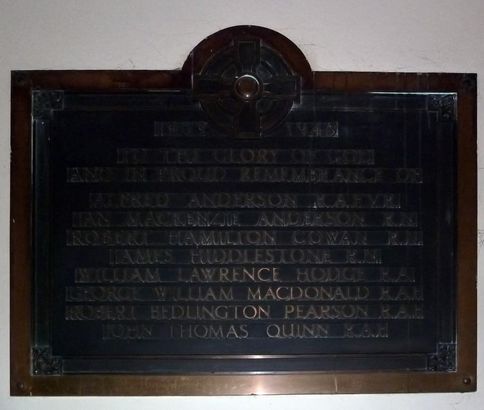 1939 1945
TO THE GLORY OF GOD
AND IN PROUD REMEMBRANCE OF
ALFRED ANDERSON R.A.F.V.R.
IAN MACKENZIE ANDERSON R.N.
ROBERT HAMILTON COWAN
JAMES HIDDLESTONE R.N.
WILLIAM LAWRENCE HODGE
GEORGE WILLIAM MACDONALD R.A.F.
ROBERT BEDLINGTON PEARSON R.A.F.
JOHN THOMAS QUINN R.A.F.